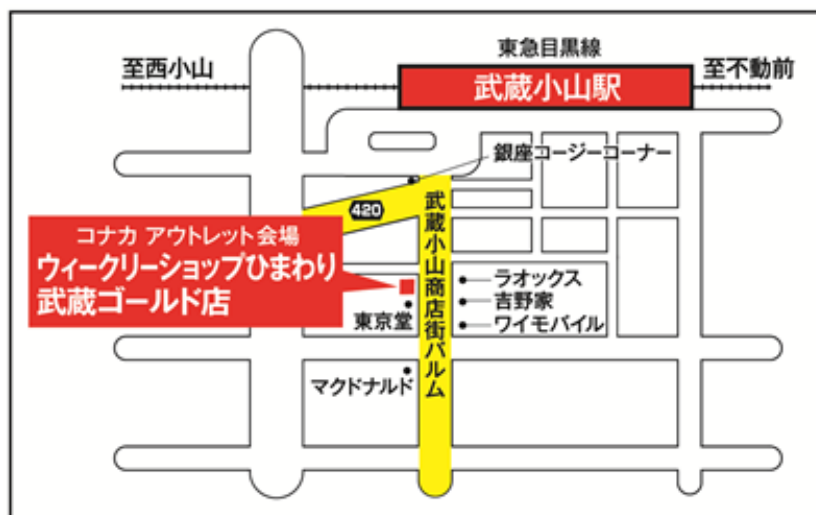 東急目黒線
至西小山
武蔵小山駅
至不動前
銀座コージーコーナー
420
武蔵小山商店街パルム
コナカ アウトレット会場
ウィークリーショップひまわり
武蔵ゴールド店
ラオックス
吉野家
ワイモバイル
東京堂
マクドナルド